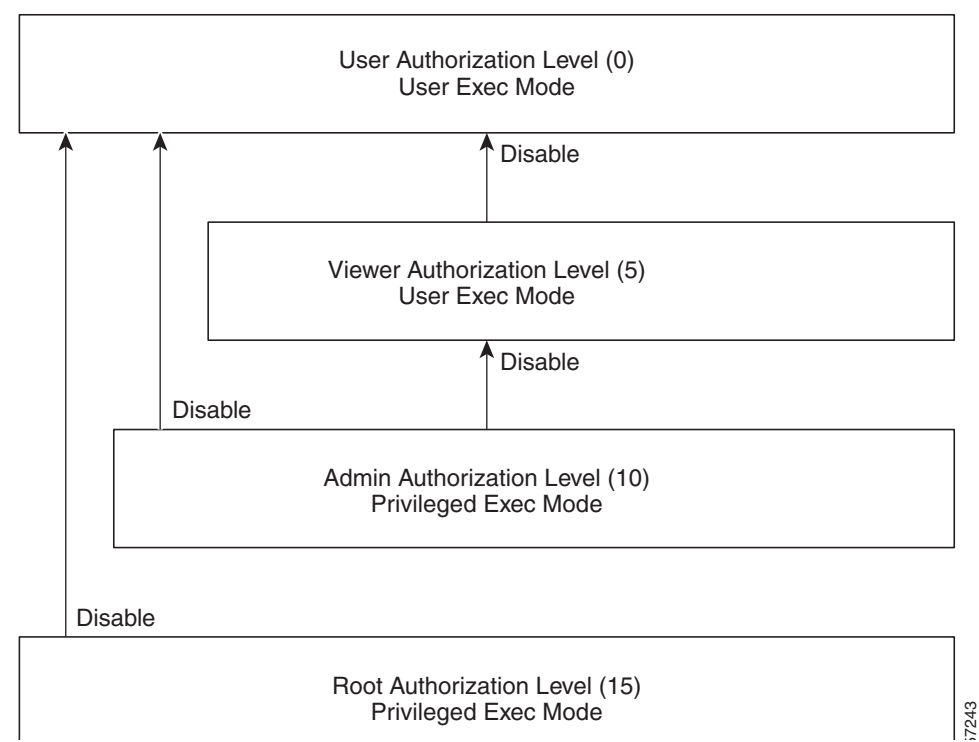 User Authorization Level (0)
User Exec Mode
Disable
Viewer Authorization Level (5)
User Exec Mode
Disable
Disable
Admin Authorization Level (10)
Privileged Exec Mode
Disable
Root Authorization Level (15)
Privileged Exec Mode